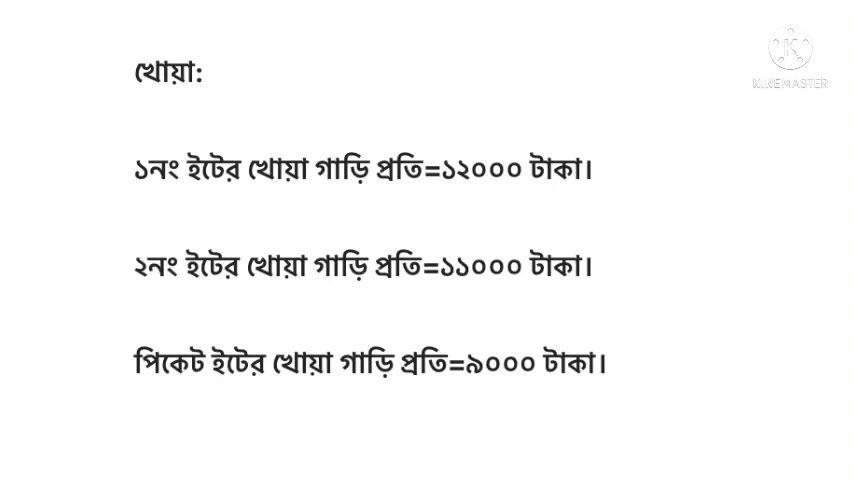 খোয়া:
KINEMASTER
১নং ইটের খোয়া গাড়ি প্রতি=১২০০০ টাকা।
২নং ইটের খোয়া গাড়ি প্রতি=১১০০০ টাকা।
পিকেট ইটের খোয়া গাড়ি প্রতি=৯০০০ টাকা।